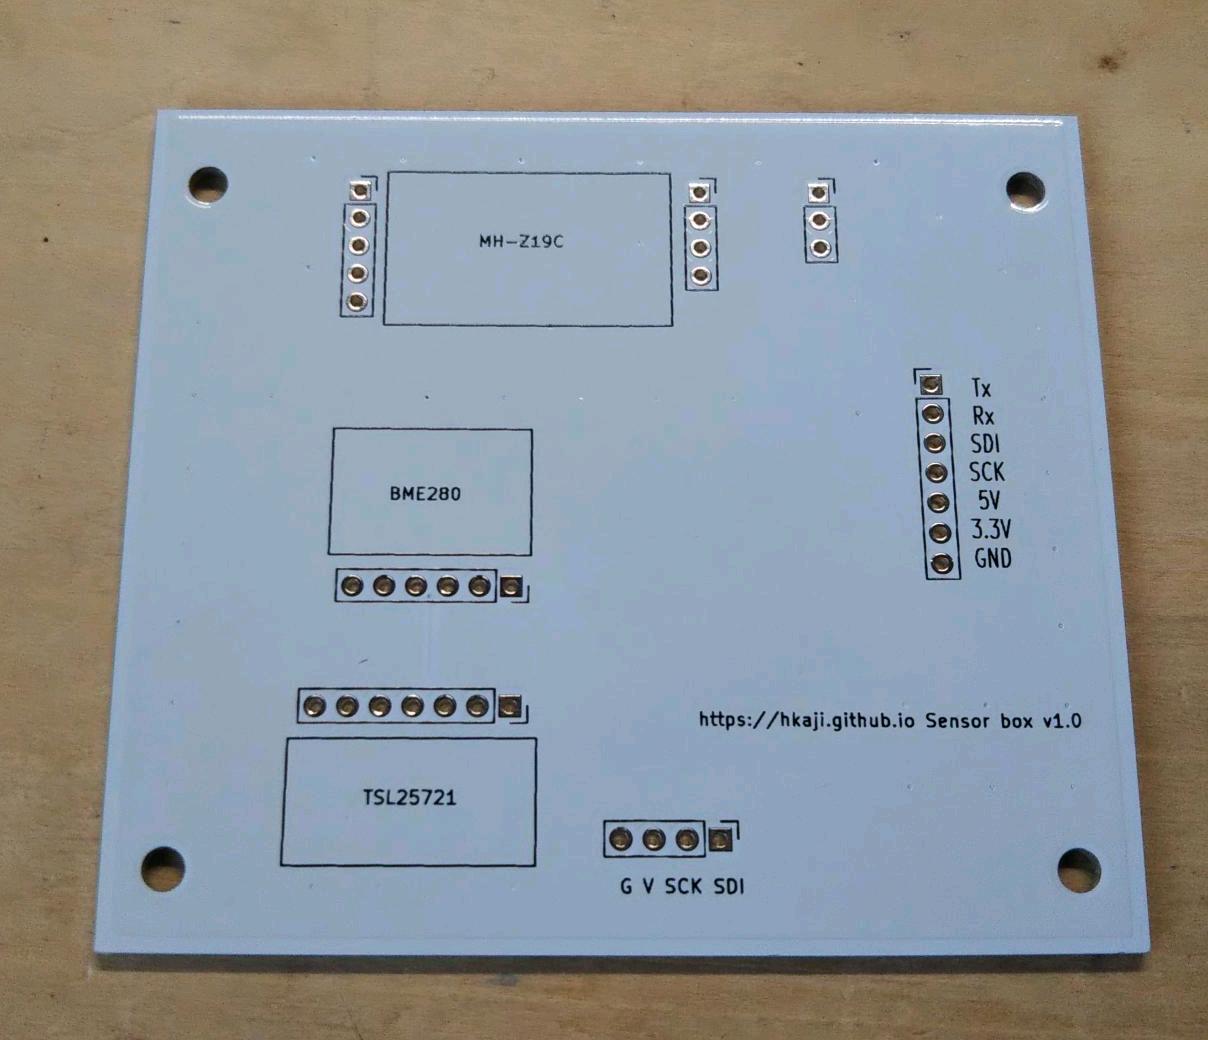 MH-Z19C
Tx
Rx
SDI
SCK
5V
3.3V
GND
BME280
https://hkaji.github.io Sensor box v1.0
TSL25721
G V SCK SDI